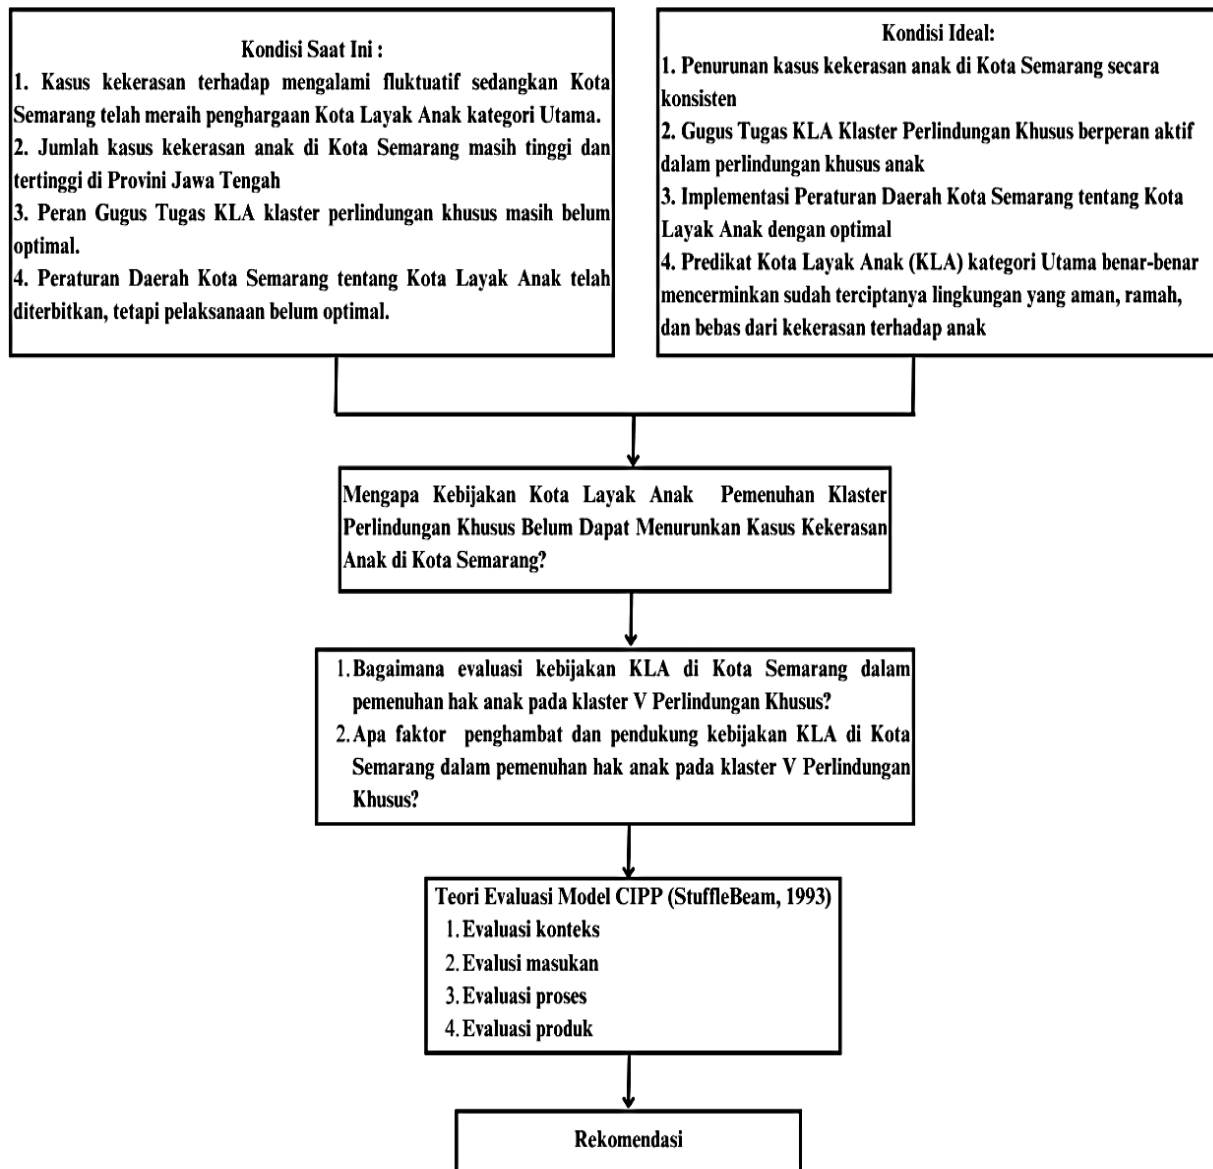 Kondisi Saat Ini :
1. Kasus kekerasan terhadap mengalami fluktuatif sedangkan Kota
Semarang telah meraih penghargaan Kota Layak Anak kategori Utama.
2. Jumlah kasus kekerasan anak di Kota Semarang masih tinggi dan
tertinggi di Provini Jawa Tengah
3. Peran Gugus Tugas KLA klaster perlindungan khusus masih belum
optimal.
4. Peraturan Daerah Kota Semarang tentang Kota Layak Anak telah
diterbitkan, tetapi pelaksanaan belum optimal.
Kondisi Ideal:
1. Penurunan kasus kekerasan anak di Kota Semarang secara
konsisten
2. Gugus Tugas KLA Klaster Perlindungan Khusus berperan aktif
dalam perlindungan khusus anak
3. Implementasi Peraturan Daerah Kota Semarang tentang Kota
Layak Anak dengan optimal
4. Predikat Kota Layak Anak (KLA) kategori Utama benar-benar
mencerminkan sudah terciptanya lingkungan yang aman, ramah,
dan bebas dari kekerasan terhadap anak
Mengapa Kebijakan Kota Layak Anak Pemenuhan Klaster
Perlindungan Khusus Belum Dapat Menurunkan Kasus Kekerasan
Anak di Kota Semarang?
1. Bagaimana evaluasi kebijakan KLA di Kota Semarang dalam
pemenuhan hak anak pada klaster V Perlindungan Khusus?
2. Apa faktor penghambat dan pendukung kebijakan KLA di Kota
Semarang dalam pemenuhan hak anak pada klaster V Perlindungan
Khusus?
Teori Evaluasi Model CIPP (StuffleBeam, 1993)
1. Evaluasi konteks
2. Evalusi masukan
3. Evaluasi proses
4. Evaluasi produk
Rekomendasi